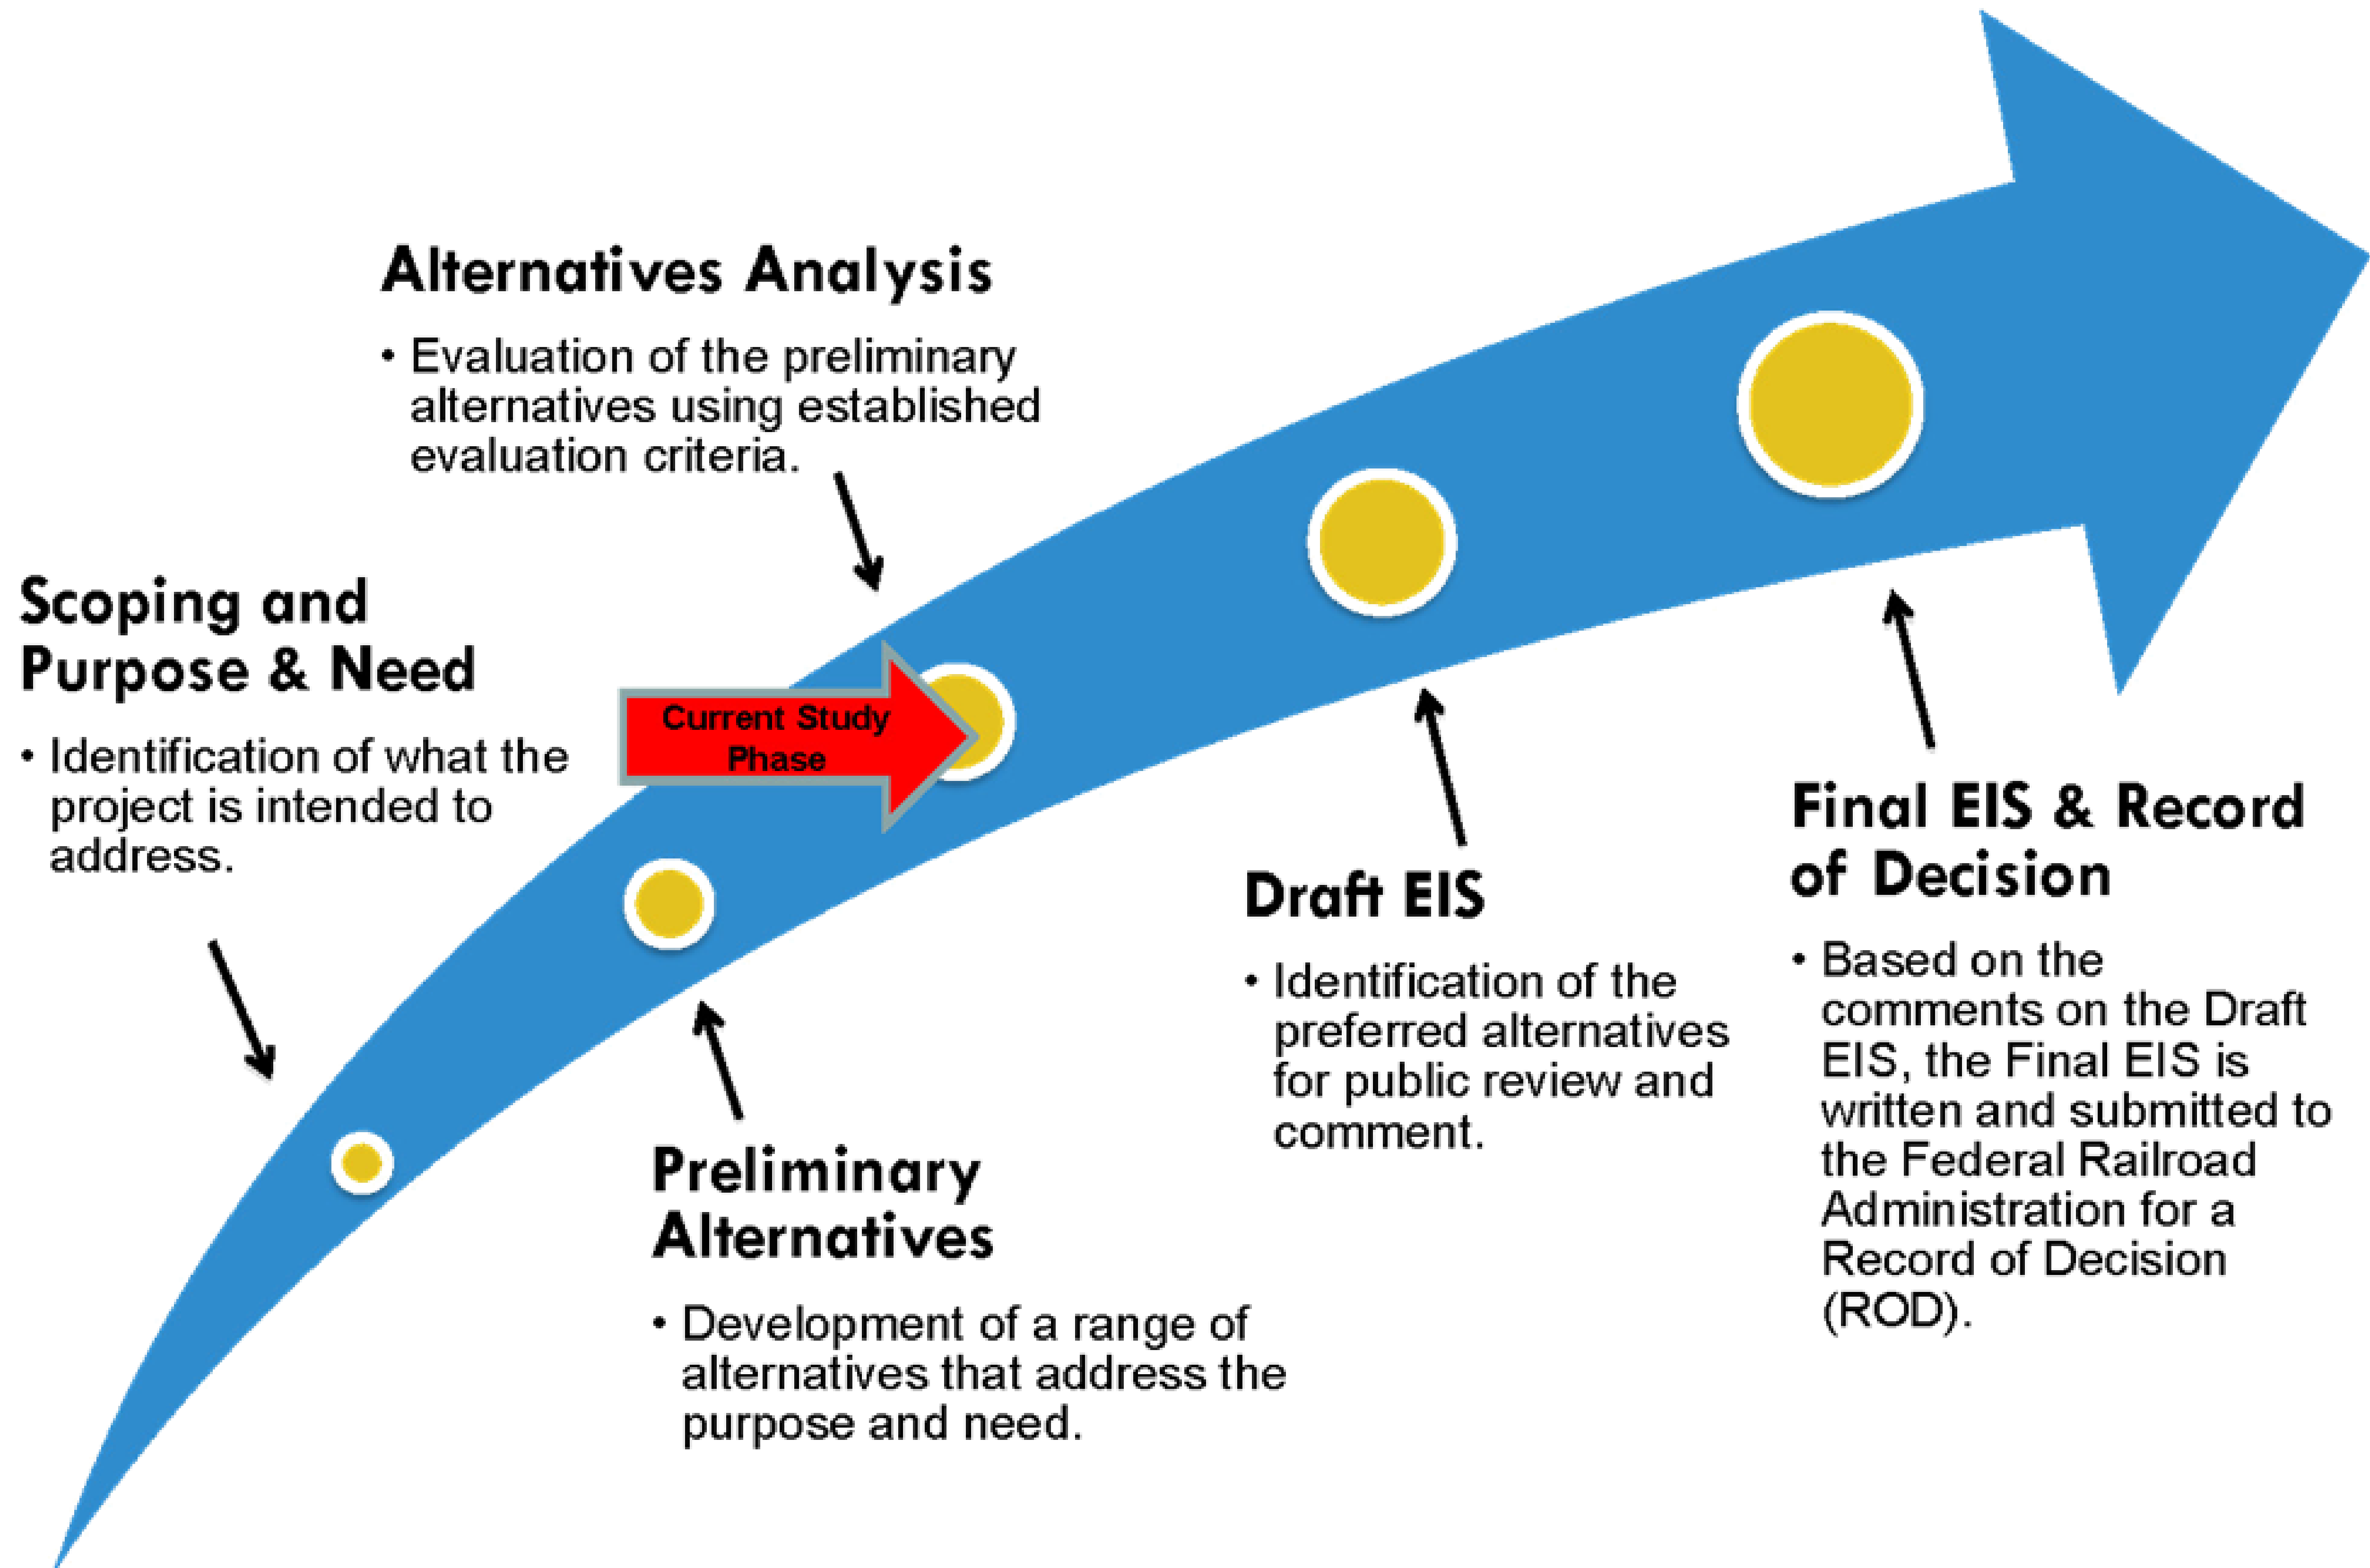 Alternatives Analysis
• Evaluation of the preliminary
alternatives using established
evaluation criteria.
Scoping and
Purpose & Need
• Identification of what the
project is intended to
address.
Current Study
Phase
Preliminary
Alternatives
• Development of a range of
alternatives that address the
purpose and need.
Draft EIS
• Identification of the
preferred alternatives
for public review and
comment.
Final EIS & Record
of Decision
• Based on the
comments on the Draft
EIS, the Final EIS is
written and submitted to
the Federal Railroad
Administration for a
Record of Decision
(ROD).